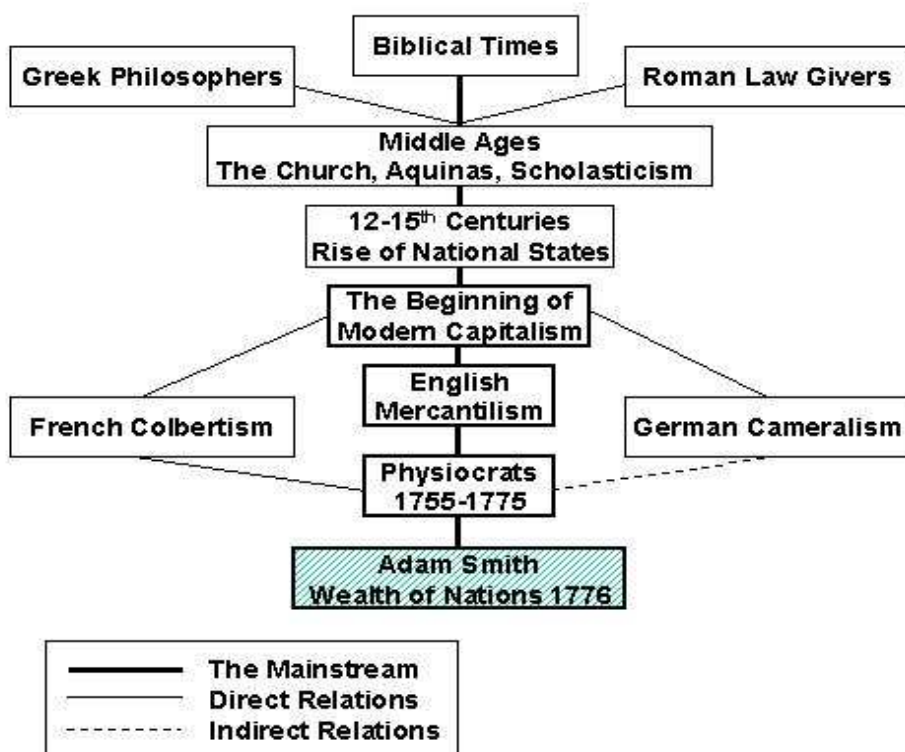 Biblical Times
Greek Philosophers
Roman Law Givers
Middle Ages
The Church, Aquinas, Scholasticism
12-15th Centuries
Rise of National States
The Beginning of
Modern Capitalism
English
Mercantilism
French Colbertism
German Cameralism
Physiocrats
1755-1775
Adam Smith
Wealth of Nations 1776
The Mainstream
Direct Relations
Indirect Relations